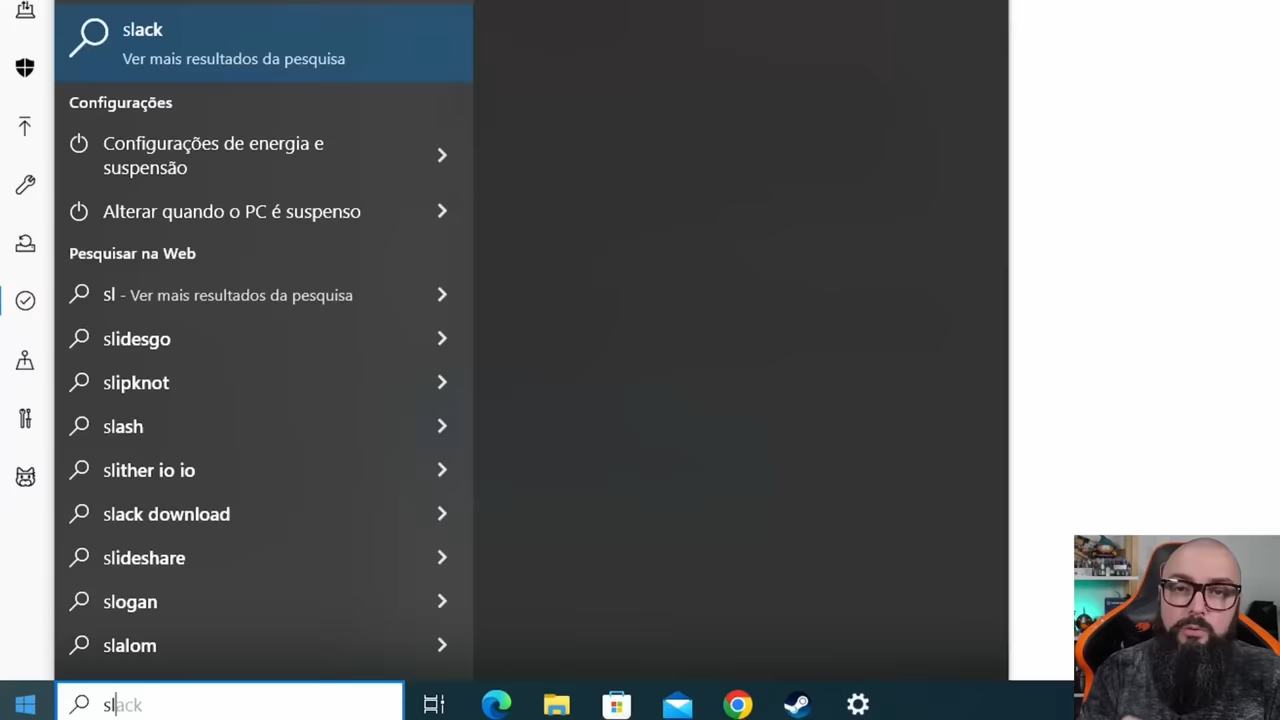 slack
Ver mais resultados da pesquisa
Configurações
Configurações de energia e
suspensão
Alterar quando o PC é suspenso
Pesquisar na Web
sl - Ver mais resultados da pesquisa
slidesgo
slipknot
slash
slither io io
slack download
slideshare
slogan
slalom
slack